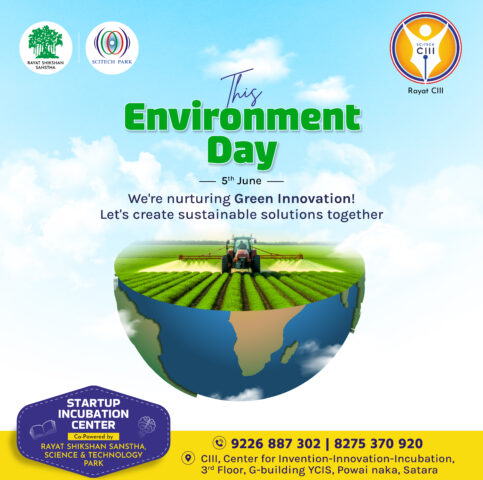 RAYAT SHIKSHAN
SANSTHA
SCITECH PARK
SCITECH
CIII
Rayat CIII
This
Environment
Day
5th June
We're nurturing Green Innovation!
Let's create sustainable solutions together
STARTUP
INCUBATION
CENTER
Co-Powered by
RAYAT SHIKSHAN SANSTHA,
SCIENCE & TECHNOLOGY
PARK
9226 887 302 | 8275 370 920
CIII, Center for Invention-Innovation-Incubation,
3rd Floor, G-building YCIS, Powai naka, Satara